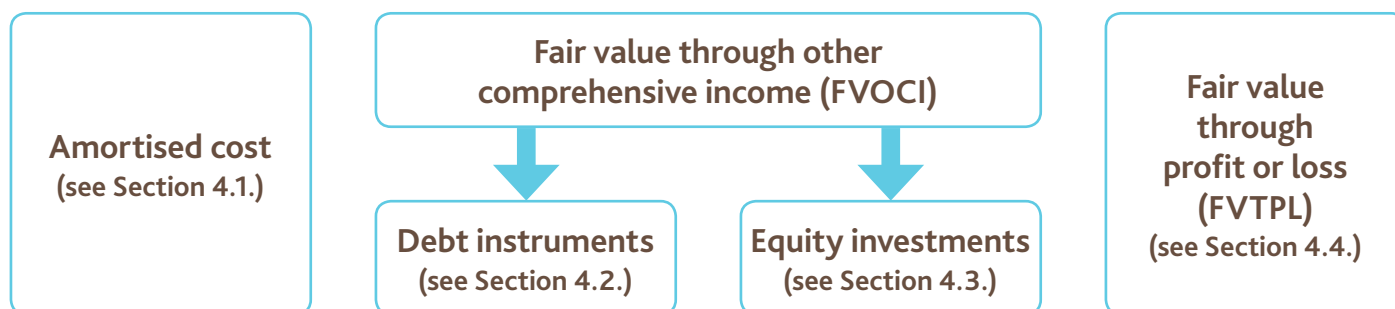 Amortised cost
(see Section 4.1.)
Fair value through other
comprehensive income (FVOCI)
Debt instruments
(see Section 4.2.)
Equity investments
(see Section 4.3.)
Fair value
through
profit or loss
(FVTPL)
(see Section 4.4.)